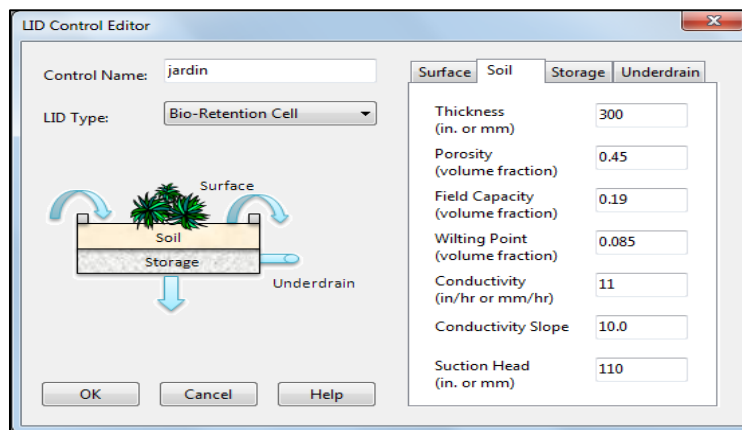 LID Control Editor
Control Name:
jardin
LID Type:
Bio-Retention Cell
Surface
Soil
Storage
Underdrain
Surface
Soil
Storage
Underdrain
Thickness
(in. or mm)
300
Porosity
(volume fraction)
0.45
Field Capacity
(volume fraction)
0.19
Wilting Point
(volume fraction)
0.085
Conductivity
(in/hr or mm/hr)
11
Conductivity Slope
10.0
Suction Head
(in. or mm)
110
OK
Cancel
Help